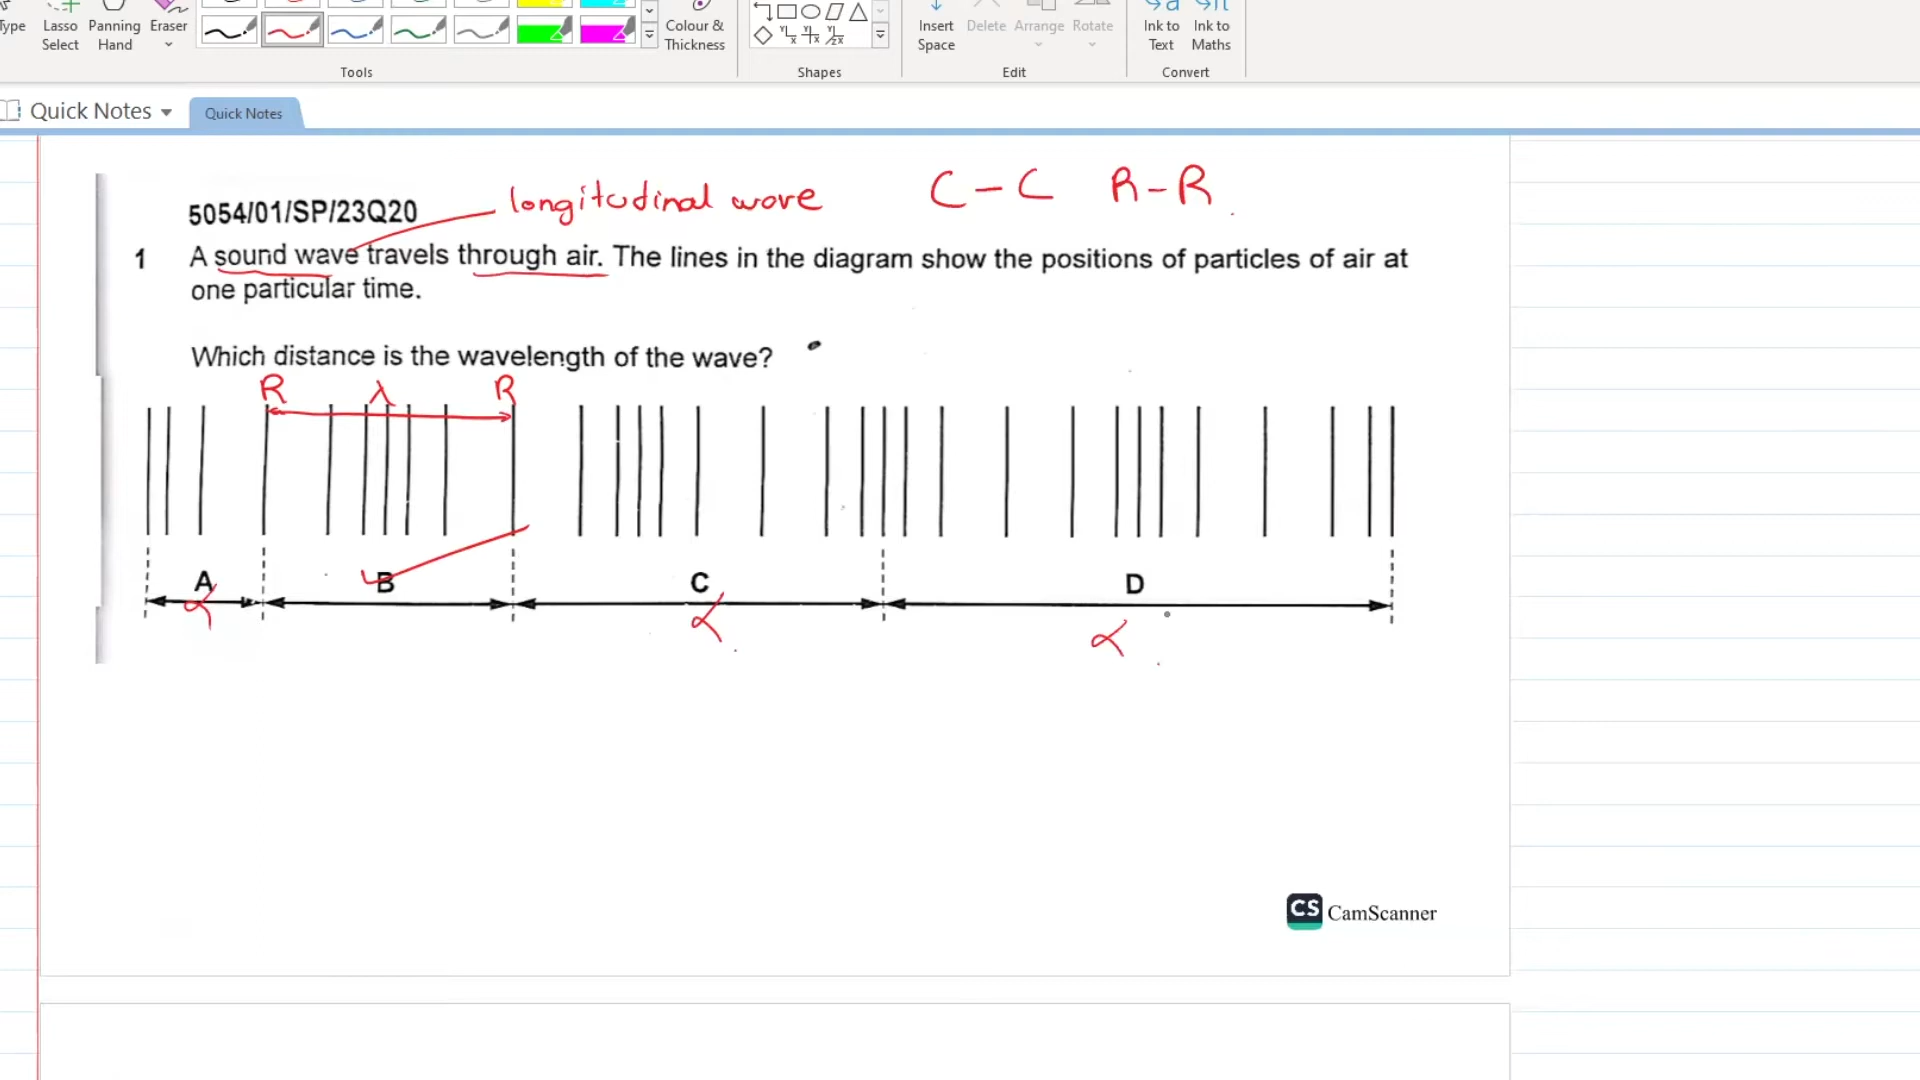 Type
Lasso Select
Panning Hand
Eraser
Colour & Thickness
Insert Space
Delete
Arrange
Rotate
Ink to Text
Ink to Maths
Tools
Shapes
Edit
Convert
Quick Notes
Quick Notes
longitudinal wave
C - C R - R
5054/01/SP/23Q20
1 A sound wave travels through air. The lines in the diagram show the positions of particles of air at
one particular time.
Which distance is the wavelength of the wave?
R λ R
A B C D
CS CamScanner